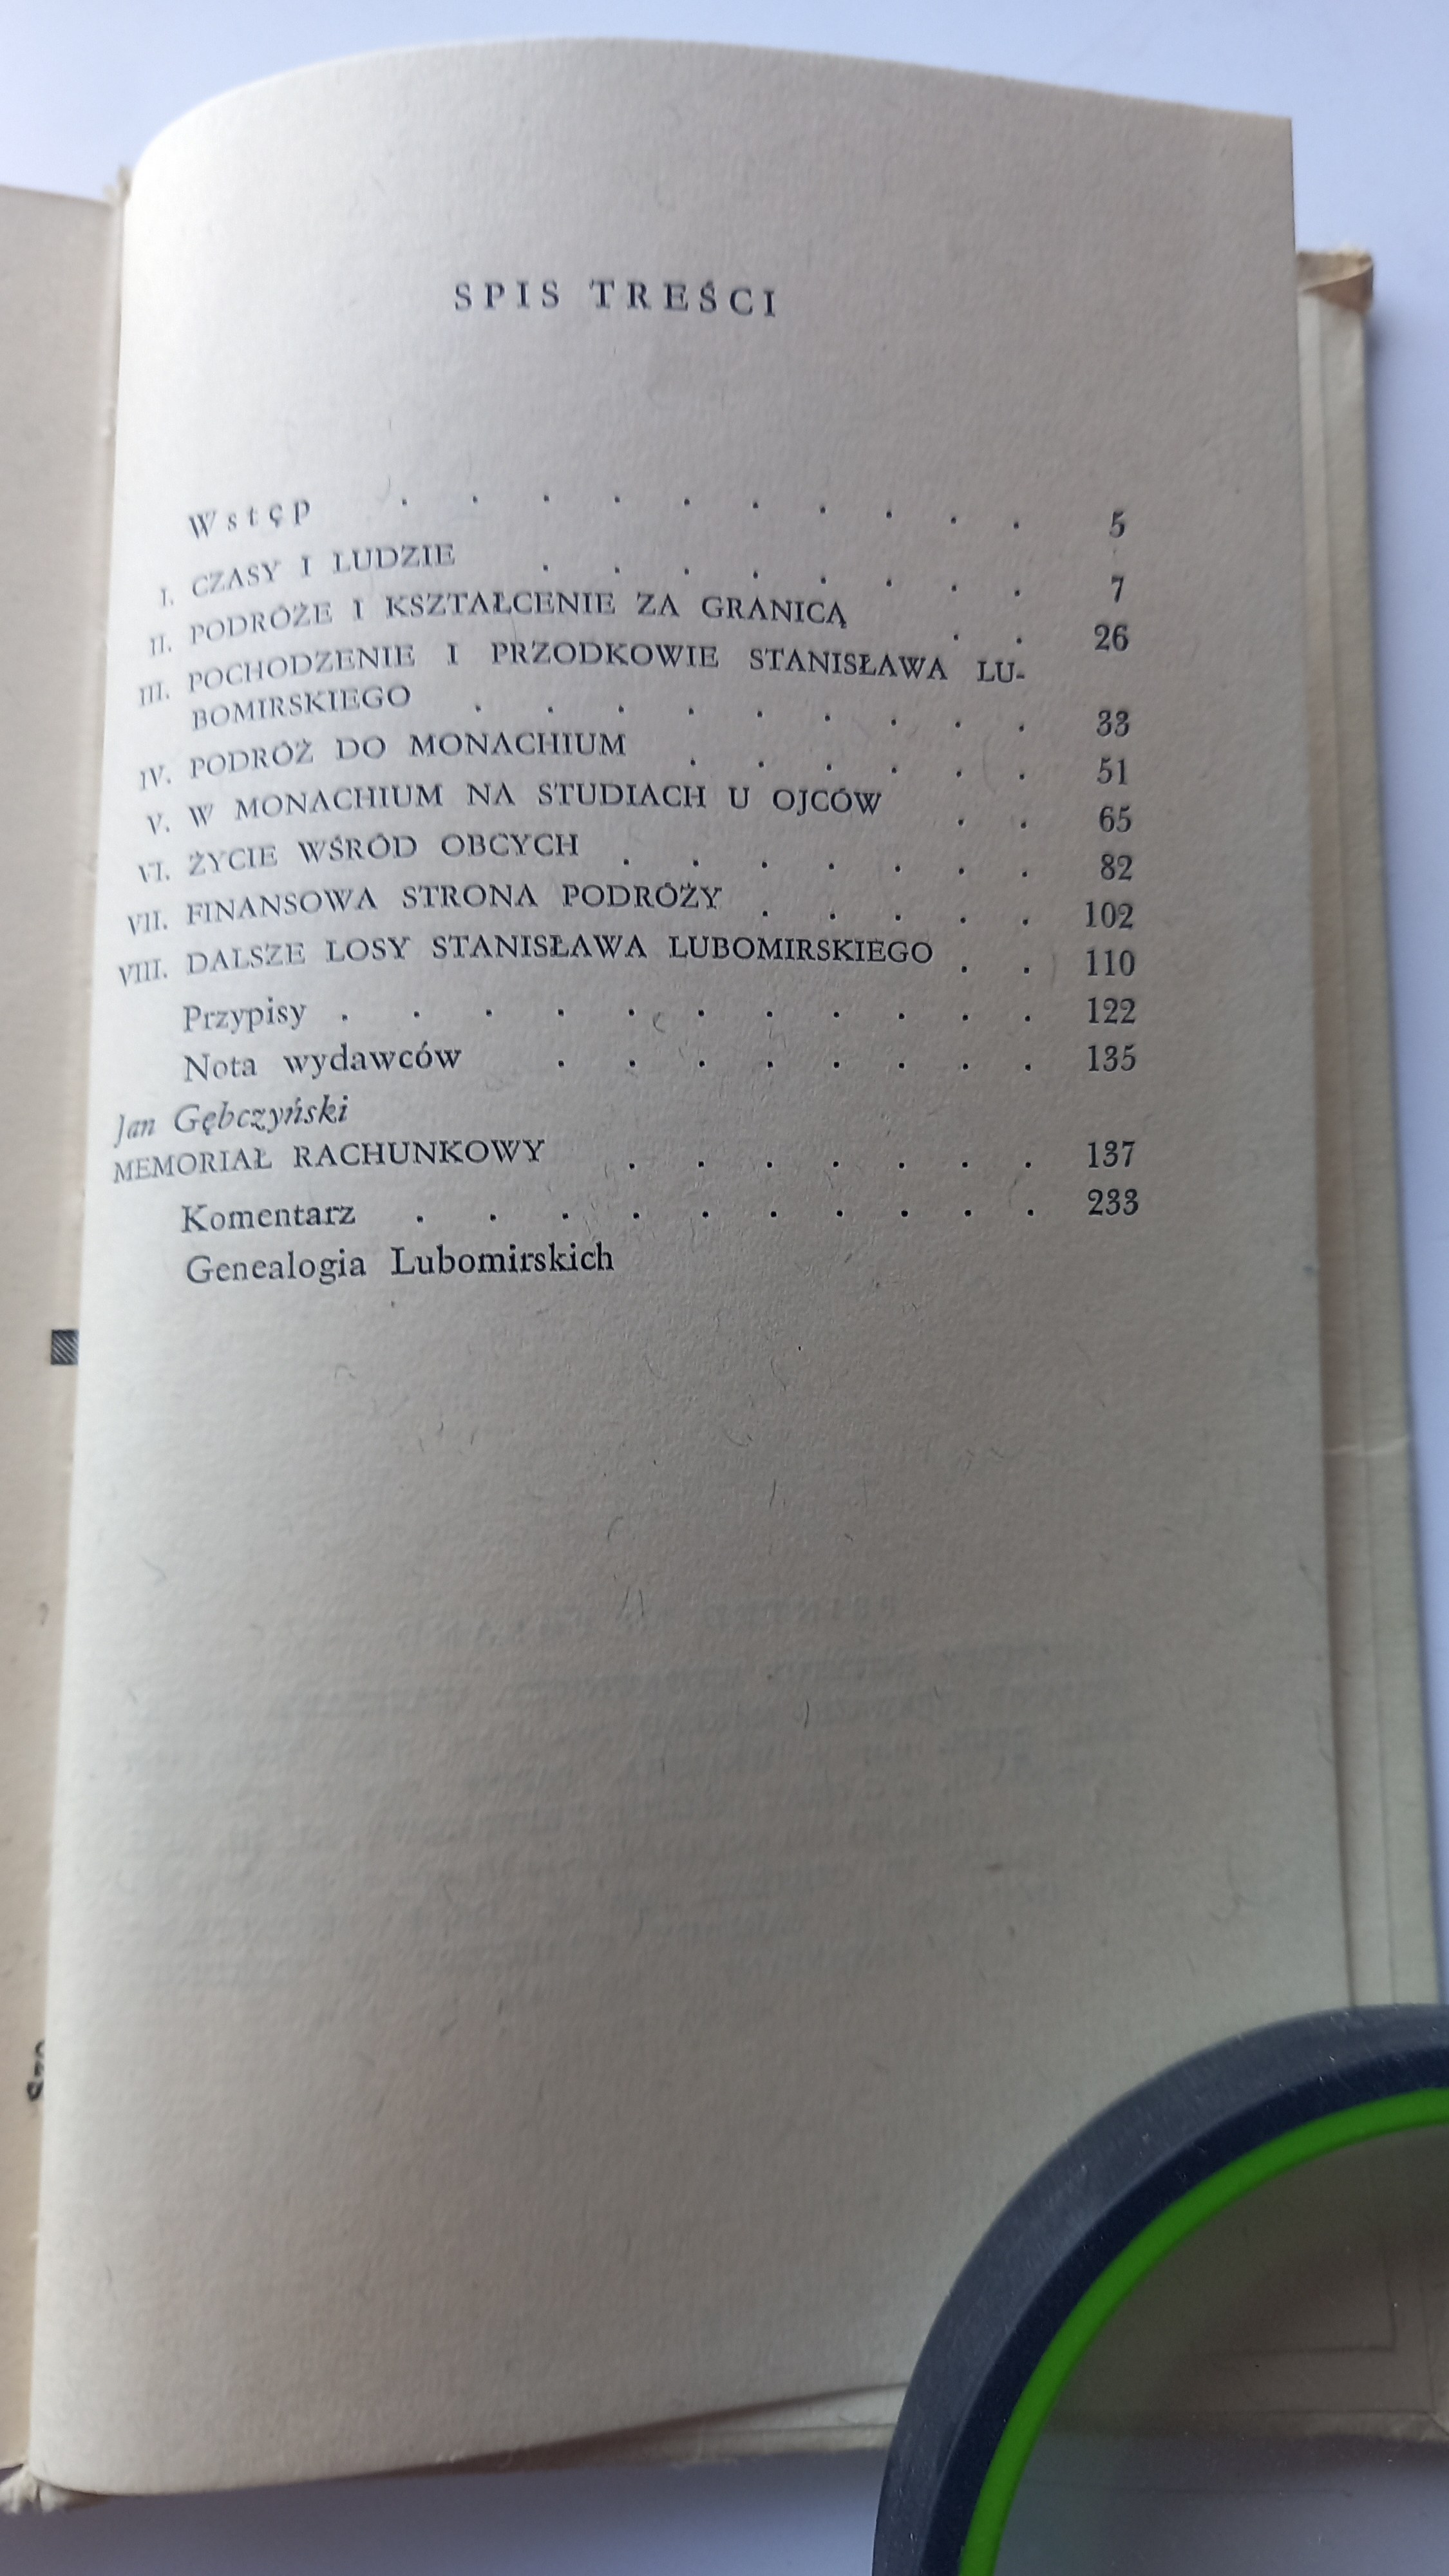 SPIS TREŚCI
Wstęp . . . . . . . . . . 5
I. CZASY I LUDZIE . . . . . . . . 7
II. PODRÓŻE I KSZTAŁCENIE ZA GRANICĄ . . 26
III. POCHODZENIE I PRZODKOWIE STANISŁAWA LU-
BOMIRSKIEGO . . . . . . . . . 33
IV. PODRÓŻ DO MONACHIUM . . . . . . 51
V. W MONACHIUM NA STUDIACH U OJCÓW . . 65
VI. ŻYCIE WŚRÓD OBCYCH . . . . . . . 82
VII. FINANSOWA STRONA PODRÓŻY . . . . . 102
VIII. DALSZE LOSY STANISŁAWA LUBOMIRSKIEGO . . 110
Przypisy . . . . . . . . . . . 122
Nota wydawców . . . . . . . . 135
Jan Gębczyński
MEMORIAŁ RACHUNKOWY . . . . . . . 137
Komentarz . . . . . . . . . . 233
Genealogia Lubomirskich